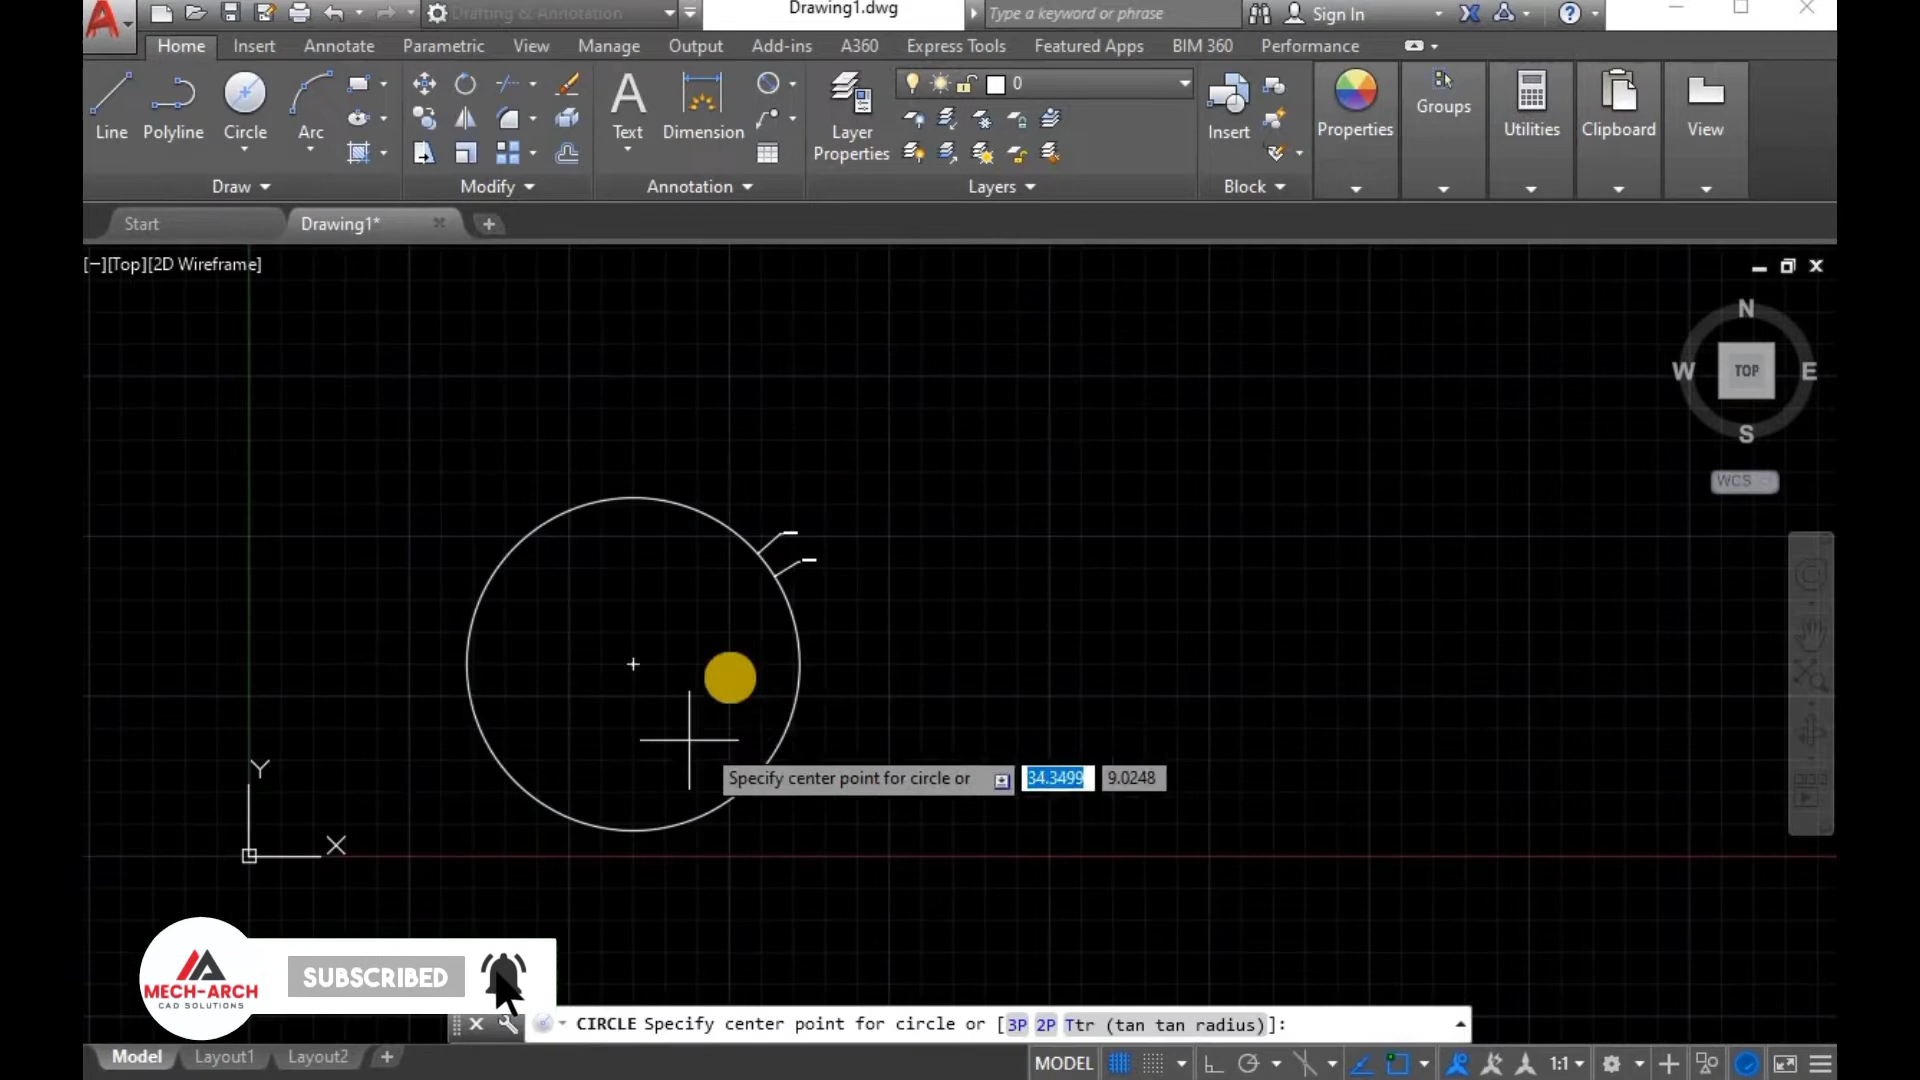 Drafting & Annotation
Drawing1.dwg
Type a keyword or phrase
Sign In
Home Insert Annotate Parametric View Manage Output Add-ins A360 Express Tools Featured Apps BIM 360 Performance
Line Polyline Circle Arc
Text Dimension
Layer Properties
0
Insert
Properties
Groups
Utilities
Clipboard
View
Draw Modify Annotation Layers Block
Start Drawing1*
[−][Top][2D Wireframe]
N
W TOP E
S
WCS
Specify center point for circle or 34.3499 9.0248
Y
X
MECH-ARCH
CAD SOLUTIONS
SUBSCRIBED
CIRCLE Specify center point for circle or [3P 2P Ttr (tan tan radius)]:
Model Layout1 Layout2
MODEL 1:1